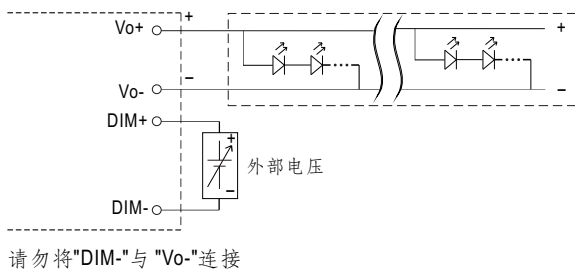 Vo+ + +
Vo- − −
DIM+
+
外部电压
−
DIM-
请勿将"DIM-"与 "Vo-"连接